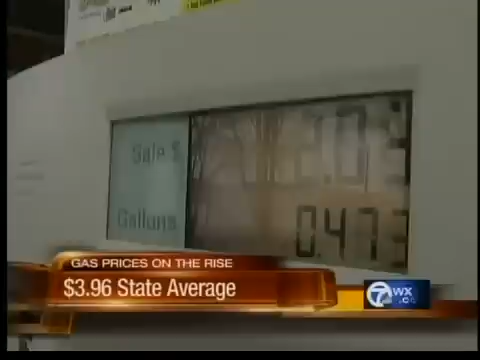 Sale $
Gallons 0.473
GAS PRICES ON THE RISE
$3.96 State Average
7 WX